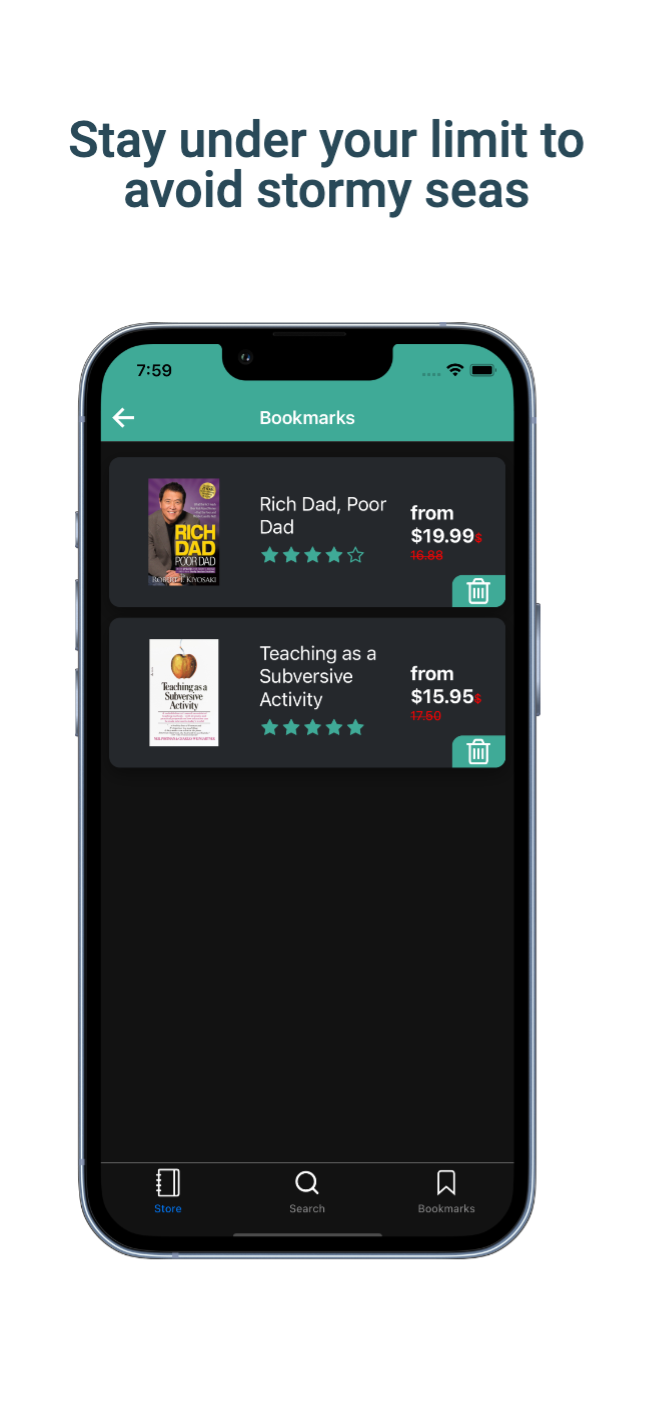 Stay under your limit to
avoid stormy seas
7:59
Bookmarks
RICH
DAD
POOR DAD
ROBERT T. KIYOSAKI
Rich Dad, Poor
Dad
from
$19.99$
16.88
Teaching as a
Subversive
Activity
Teaching as a
Subversive
Activity
from
$15.95$
17.50
Store
Search
Bookmarks